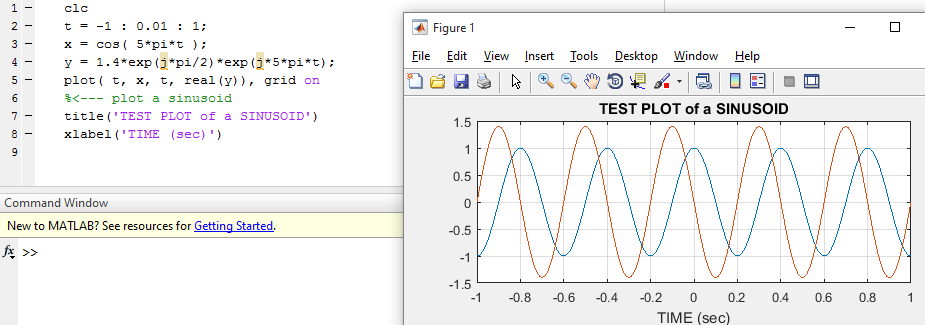 1 –    clc
2 –    t = -1 : 0.01 : 1;
3 –    x = cos( 5*pi*t );
4 –    y = 1.4*exp(j*pi/2)*exp(j*5*pi*t);
5 –    plot( t, x, t, real(y)), grid on
6    %<--- plot a sinusoid
7 –    title('TEST PLOT of a SINUSOID')
8 –    xlabel('TIME (sec)')
9
Command Window
New to MATLAB? See resources for Getting Started.
fx >>
Figure 1
File Edit View Insert Tools Desktop Window Help
TEST PLOT of a SINUSOID
1.5
1
0.5
0
-0.5
-1
-1.5
-1 -0.8 -0.6 -0.4 -0.2 0 0.2 0.4 0.6 0.8 1
TIME (sec)